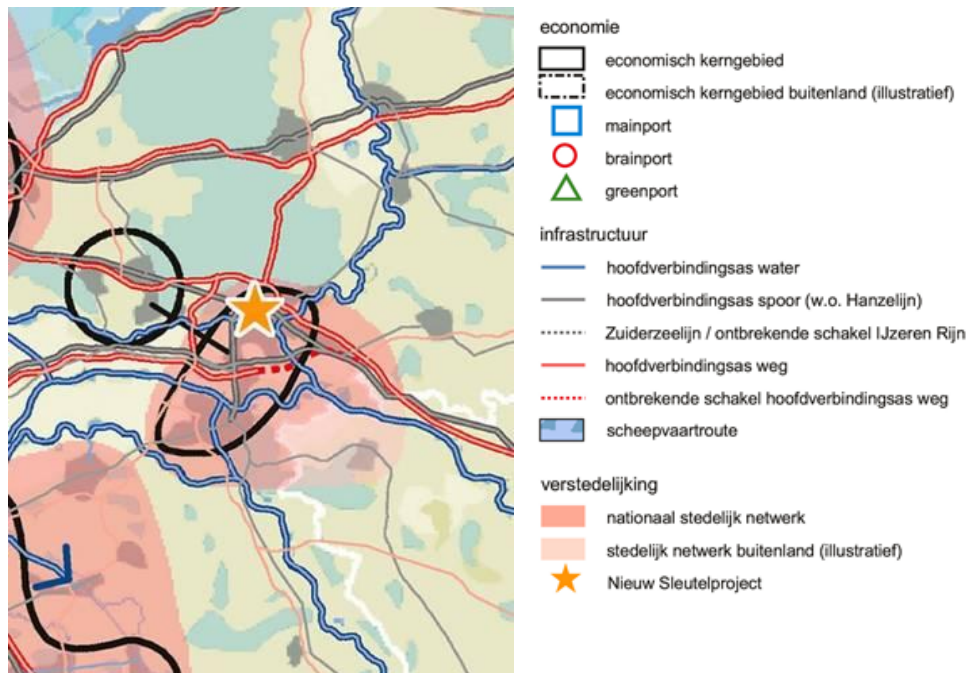 economie
economisch kerngebied
economisch kerngebied buitenland (illustratief)
mainport
brainport
greenport
infrastructuur
hoofdverbindingsas water
hoofdverbindingsas spoor (w.o. Hanzelijn)
Zuiderzeelijn / ontbrekende schakel IJzeren Rijn
hoofdverbindingsas weg
ontbrekende schakel hoofdverbindingsas weg
scheepvaartroute
verstedelijking
nationaal stedelijk netwerk
stedelijk netwerk buitenland (illustratief)
Nieuw Sleutelproject